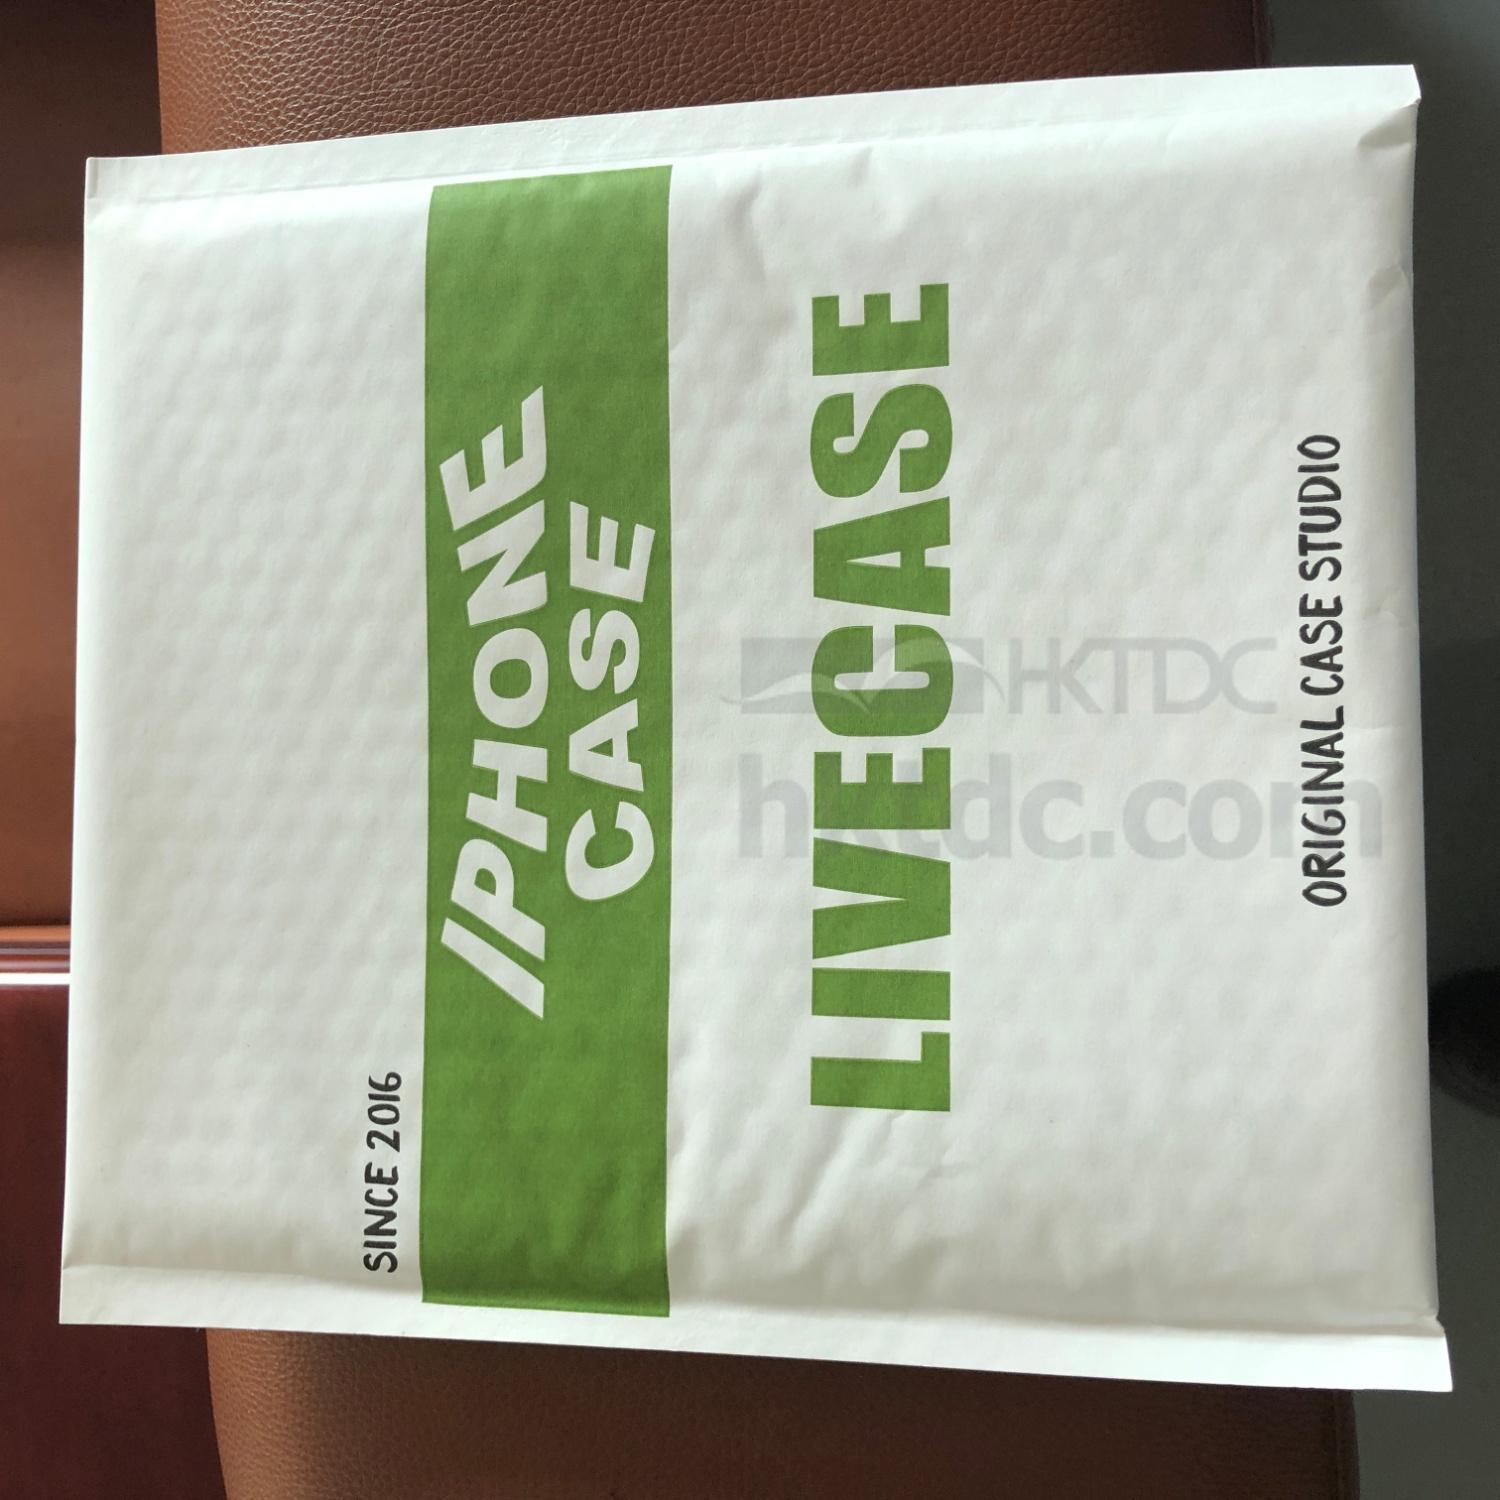 SINCE 2016
IPHONE
CASE
LIVECASE
ORIGINAL CASE STUDIO
HKTDC
hktdc.com